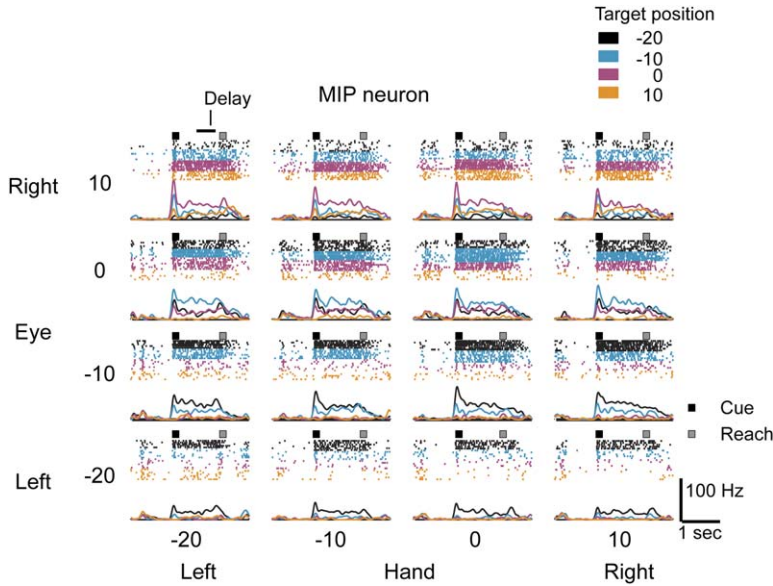 Target position
-20
-10
0
10
Delay
MIP neuron
Right 10
0
Eye
-10
Cue
Reach
Left -20
100 Hz
1 sec
-20 -10 0 10
Left Hand Right